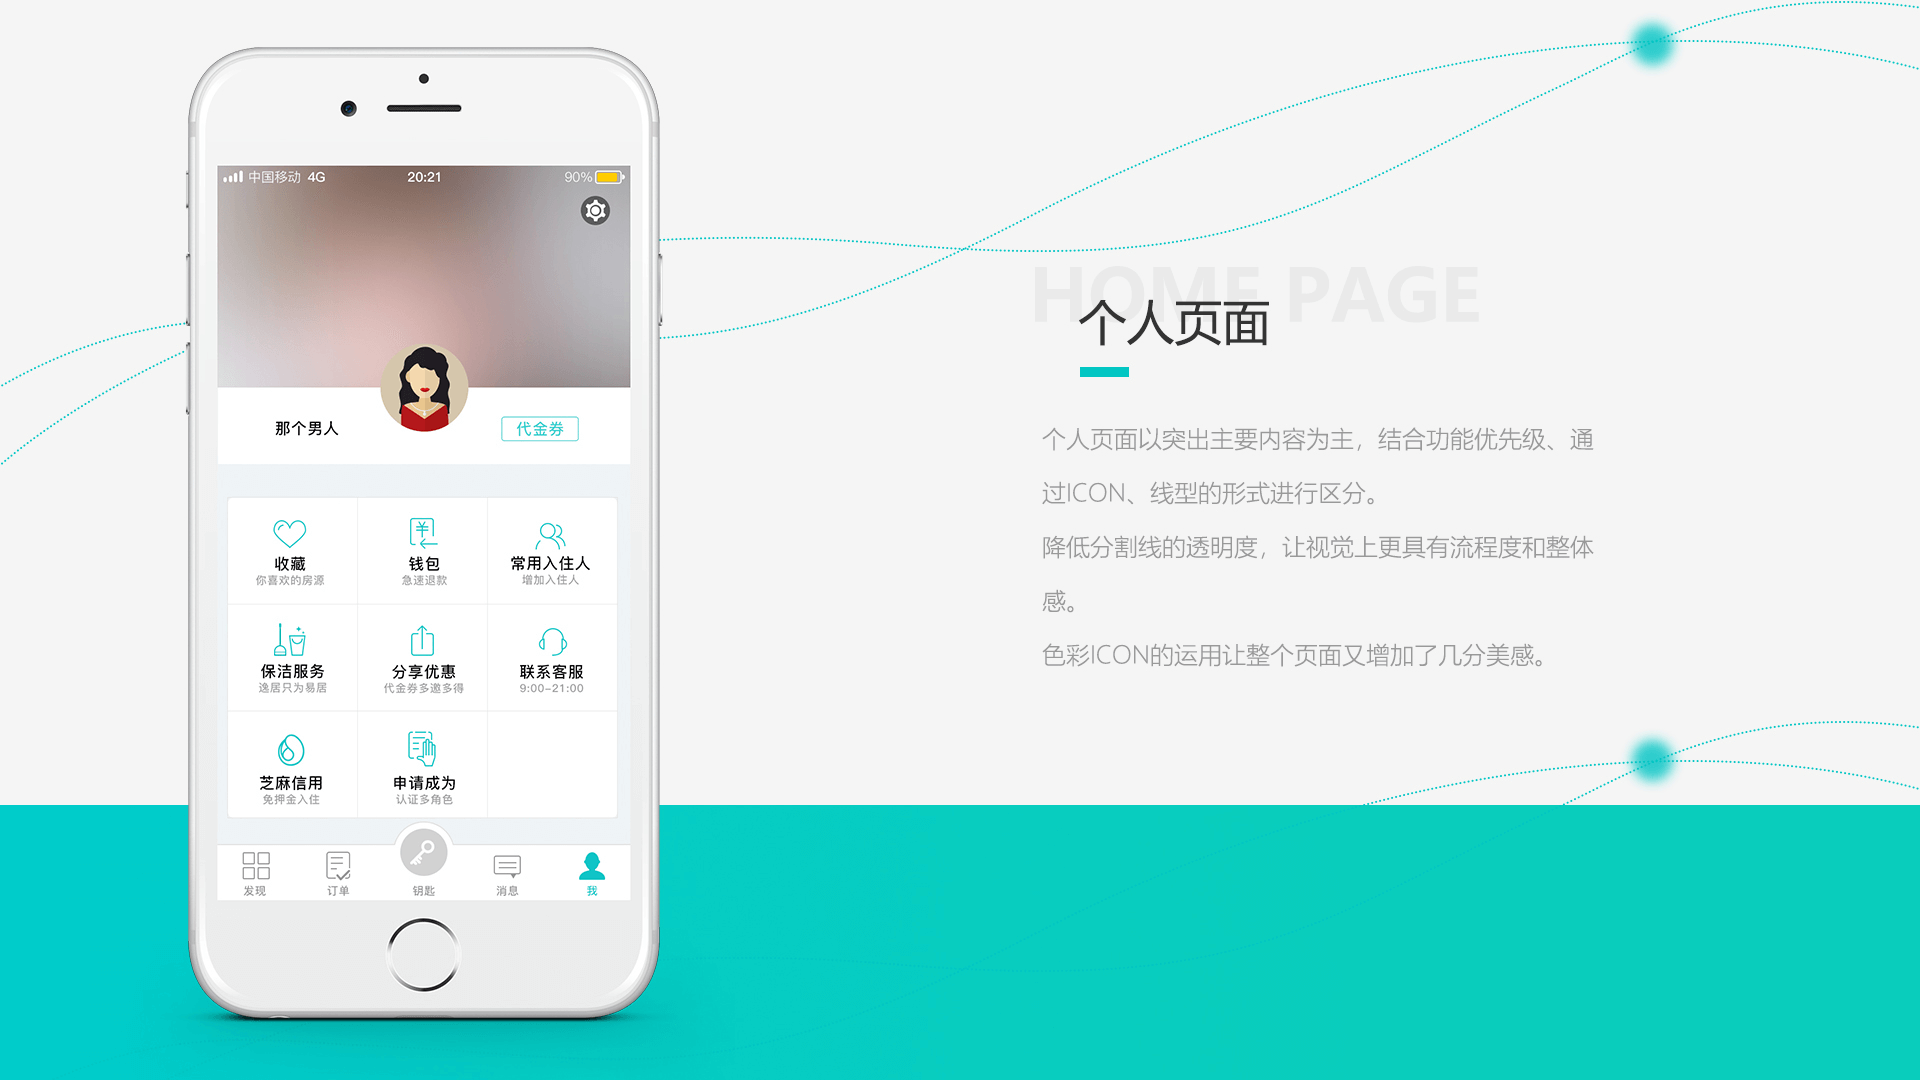 中国移动 4G 20:21 90%
那个男人
代金券
收藏
你喜欢的房源
钱包
急速退款
常用入住人
增加入住人
保洁服务
逸居只为易居
分享优惠
代金券多邀多得
联系客服
9:00-21:00
芝麻信用
免押金入住
申请成为
认证多角色
发现
订单
钥匙
消息
我
HOME PAGE
个人页面
个人页面以突出主要内容为主，结合功能优先级、通
过ICON、线型的形式进行区分。
降低分割线的透明度，让视觉上更具有流程度和整体
感。
色彩ICON的运用让整个页面又增加了几分美感。